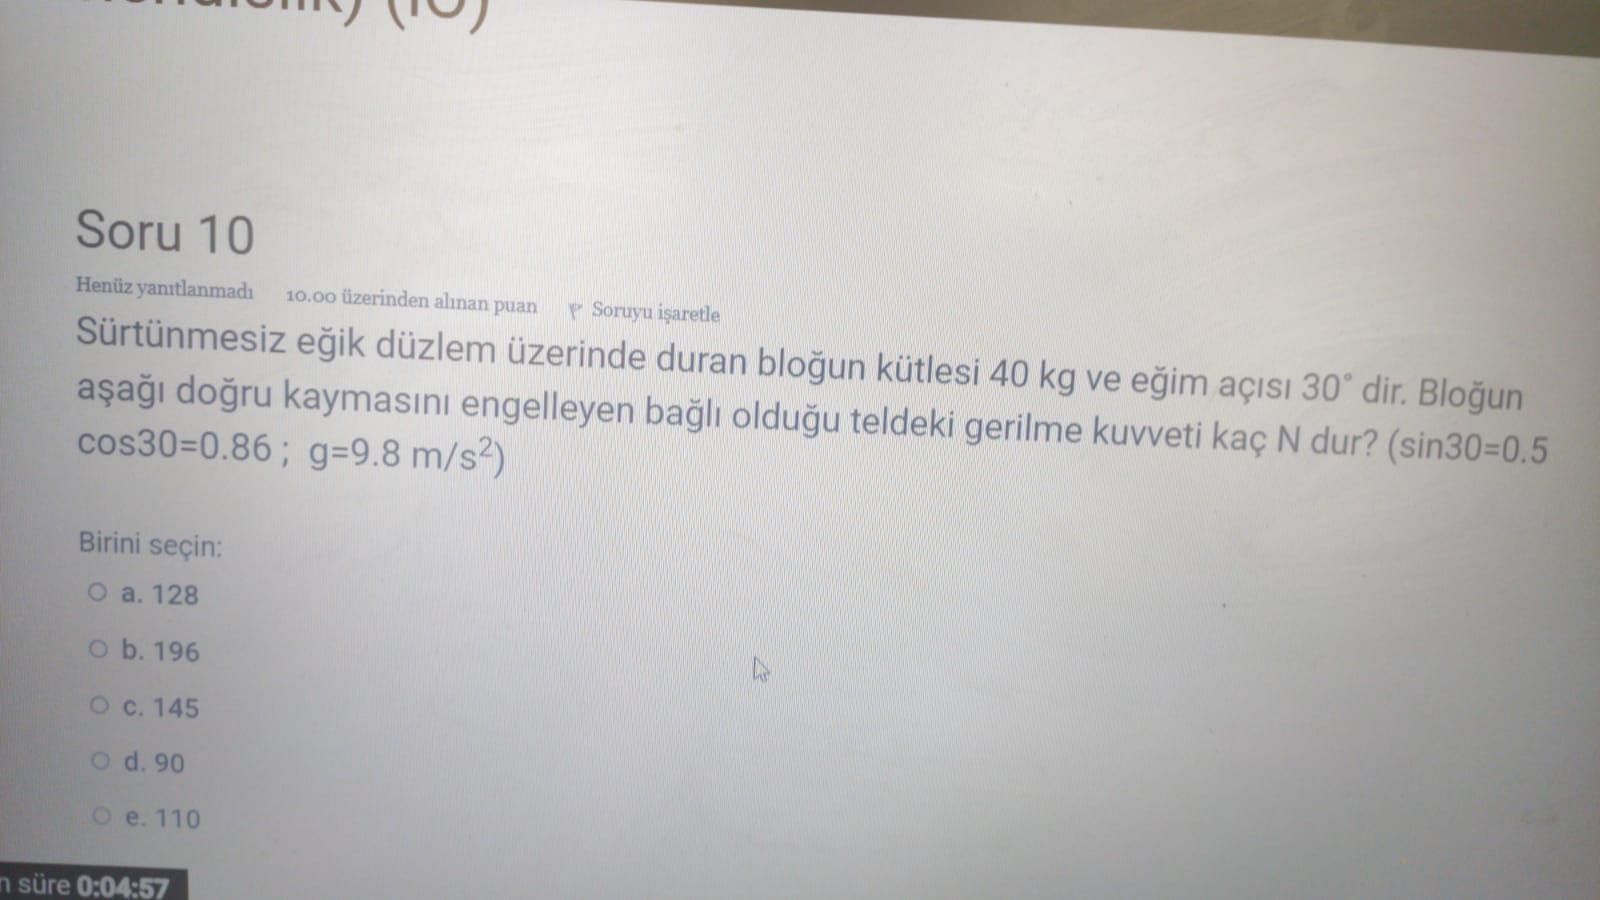 Soru 10
Henüz yanıtlanmadı 10.00 üzerinden alınan puan Soruyu işaretle
Sürtünmesiz eğik düzlem üzerinde duran bloğun kütlesi 40 kg ve eğim açısı 30° dir. Bloğun
aşağı doğru kaymasını engelleyen bağlı olduğu teldeki gerilme kuvveti kaç N dur? (sin30=0.5
cos30=0.86 ; g=9.8 m/s²)
Birini seçin:
a. 128
b. 196
c. 145
d. 90
e. 110
süre 0:04:57